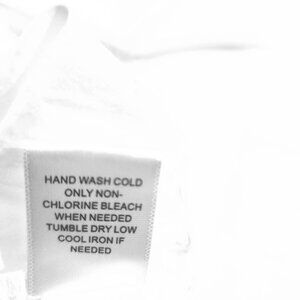 HAND WASH COLD
ONLY NON-
CHLORINE BLEACH
WHEN NEEDED
TUMBLE DRY LOW
COOL IRON IF
NEEDED